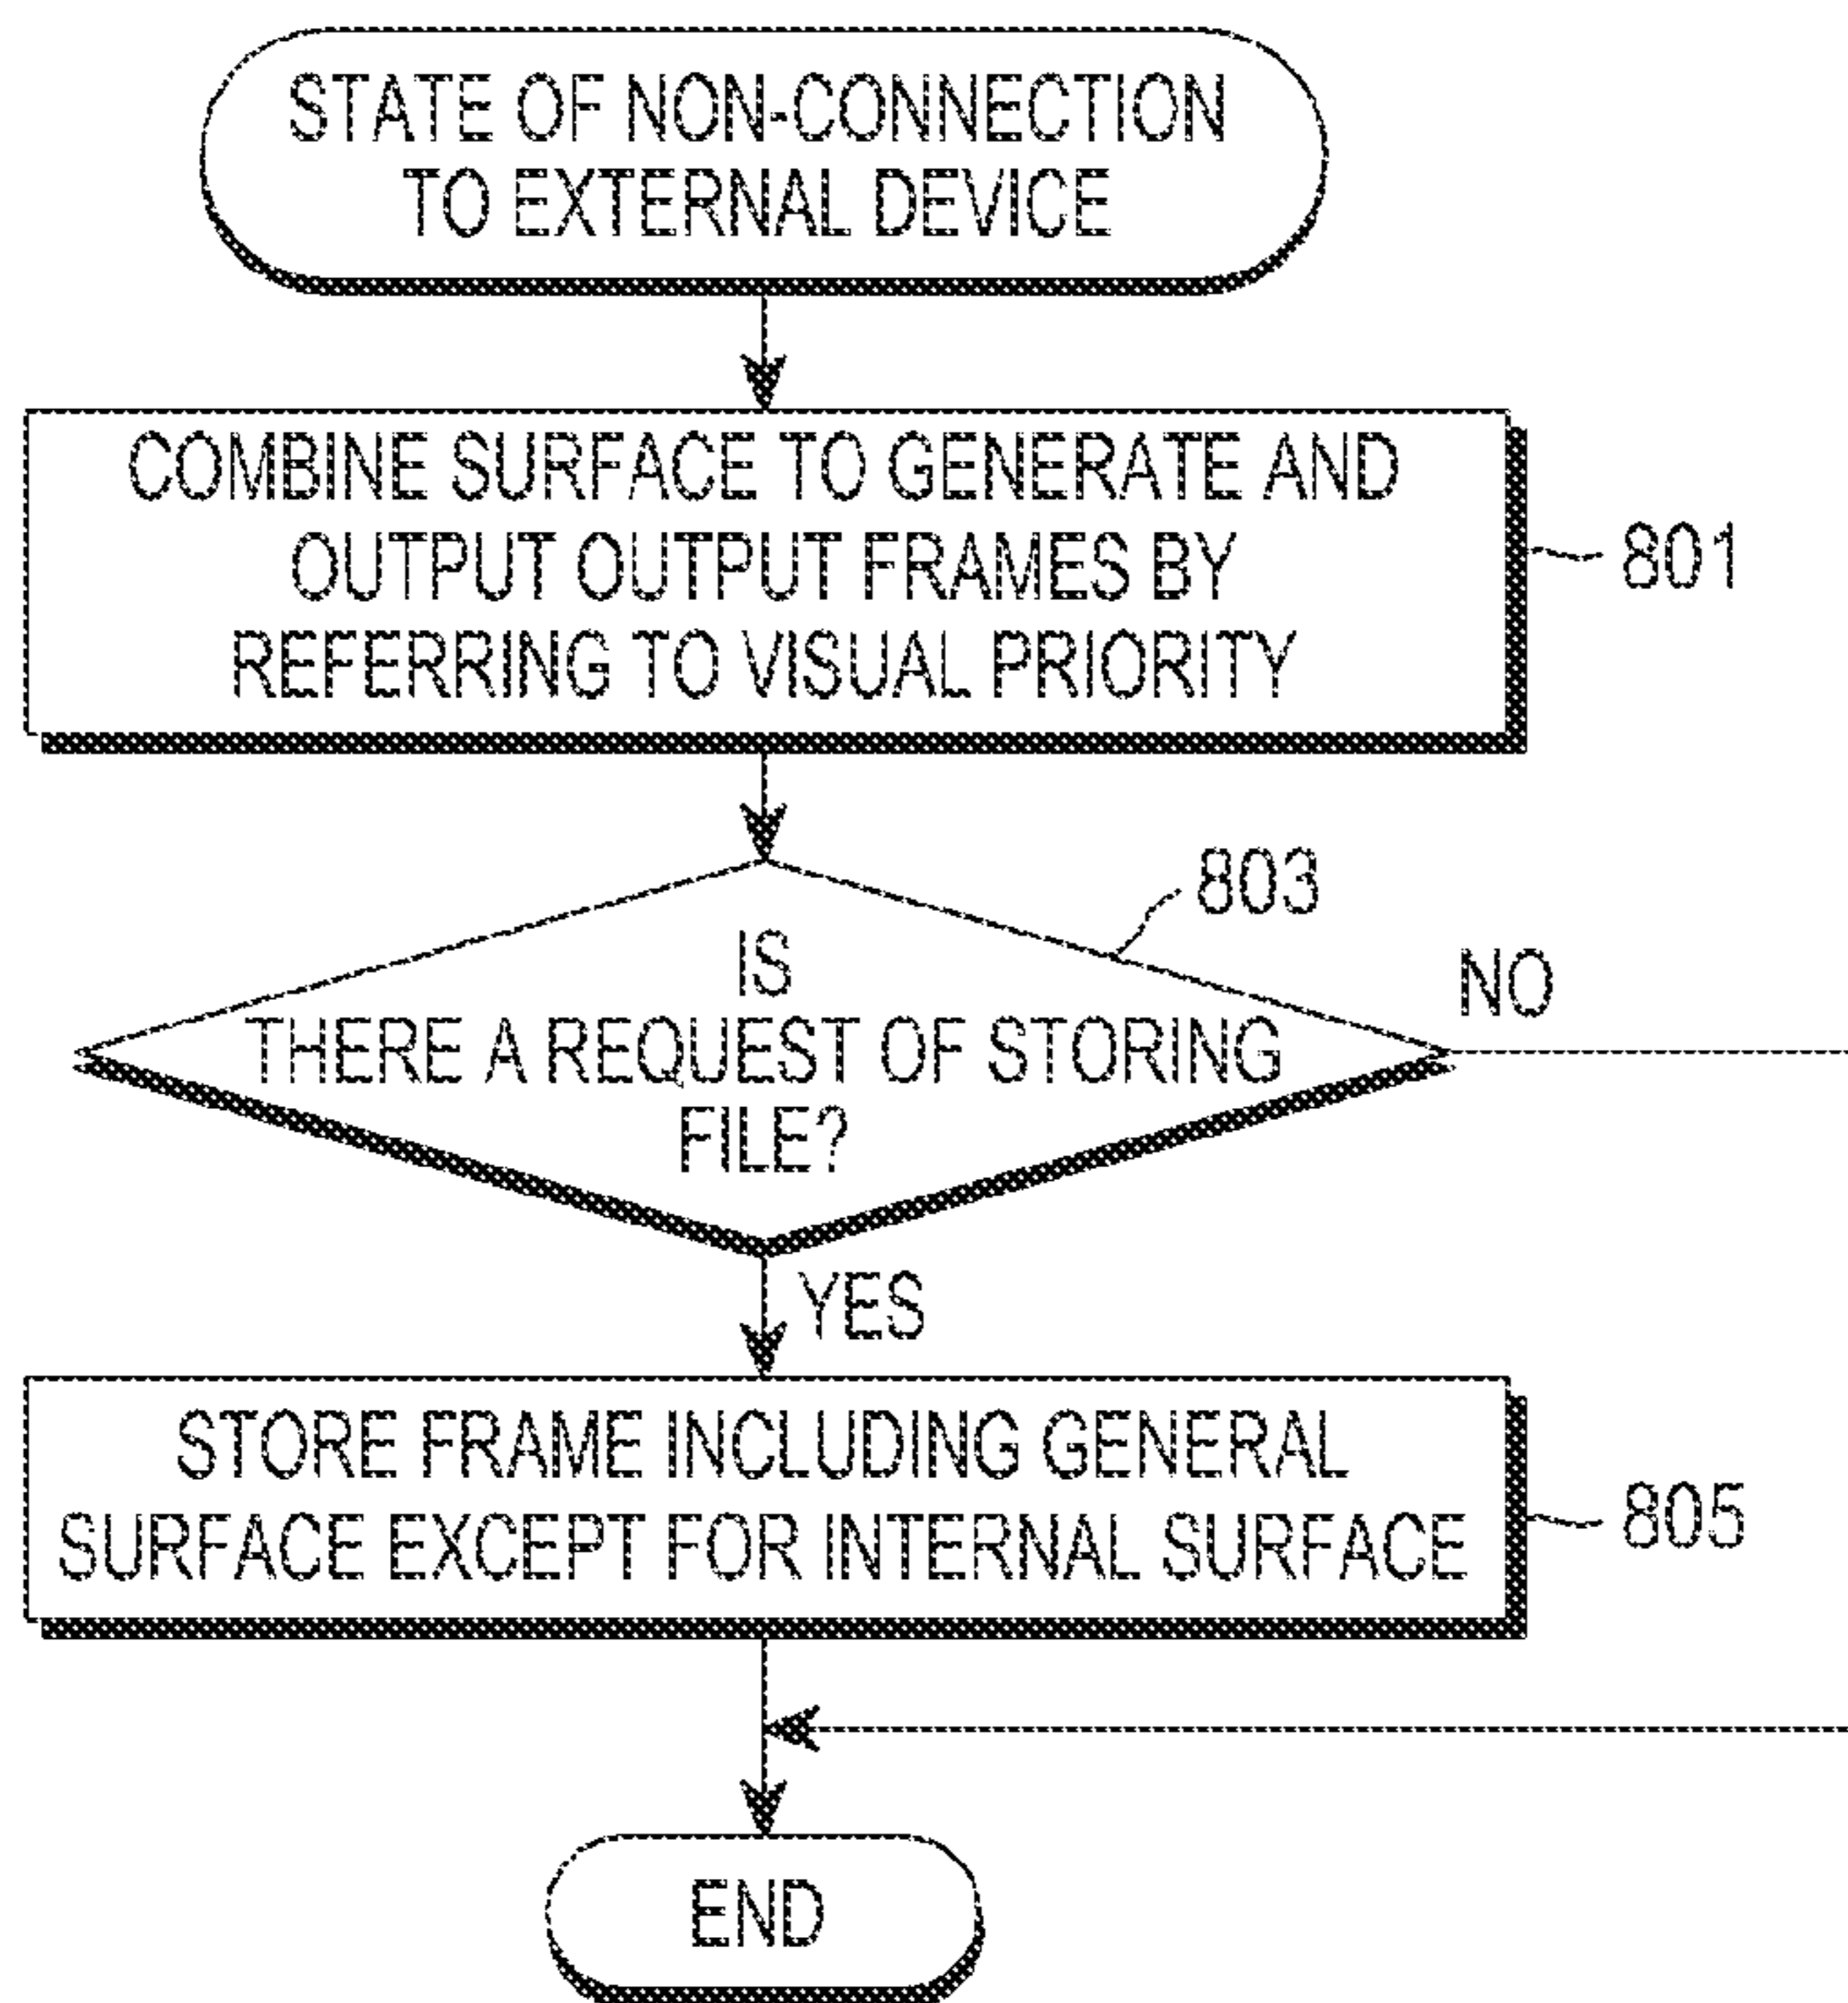 STATE OF NON-CONNECTION
TO EXTERNAL DEVICE
COMBINE SURFACE TO GENERATE AND
OUTPUT OUTPUT FRAMES BY
REFERRING TO VISUAL PRIORITY
801
803
IS
THERE A REQUEST OF STORING
FILE?
NO
YES
STORE FRAME INCLUDING GENERAL
SURFACE EXCEPT FOR INTERNAL SURFACE
805
END